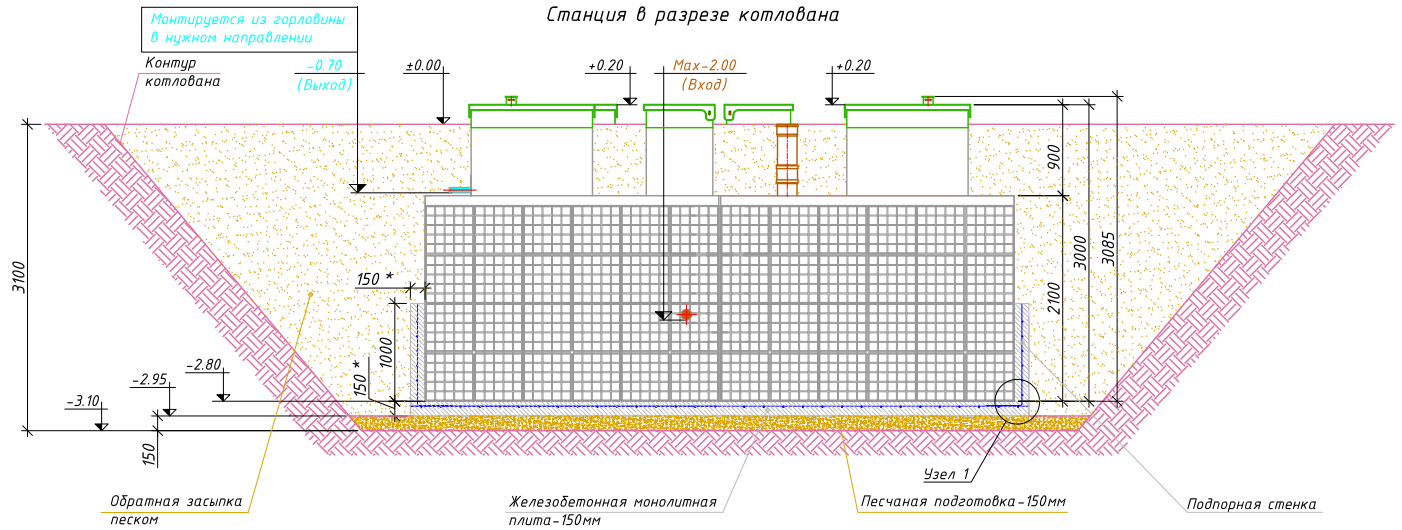 Станция в разрезе котлована
Монтируется из горловины
в нужном направлении
Контур
котлована
-0.70
(Выход)
±0.00
+0.20
Max-2.00
(Вход)
+0.20
3100
900
3000
3085
2100
150 *
1000
150 *
-2.80
-2.95
-3.10
150
Узел 1
Обратная засыпка
песком
Железобетонная монолитная
плита-150мм
Песчаная подготовка-150мм
Подпорная стенка